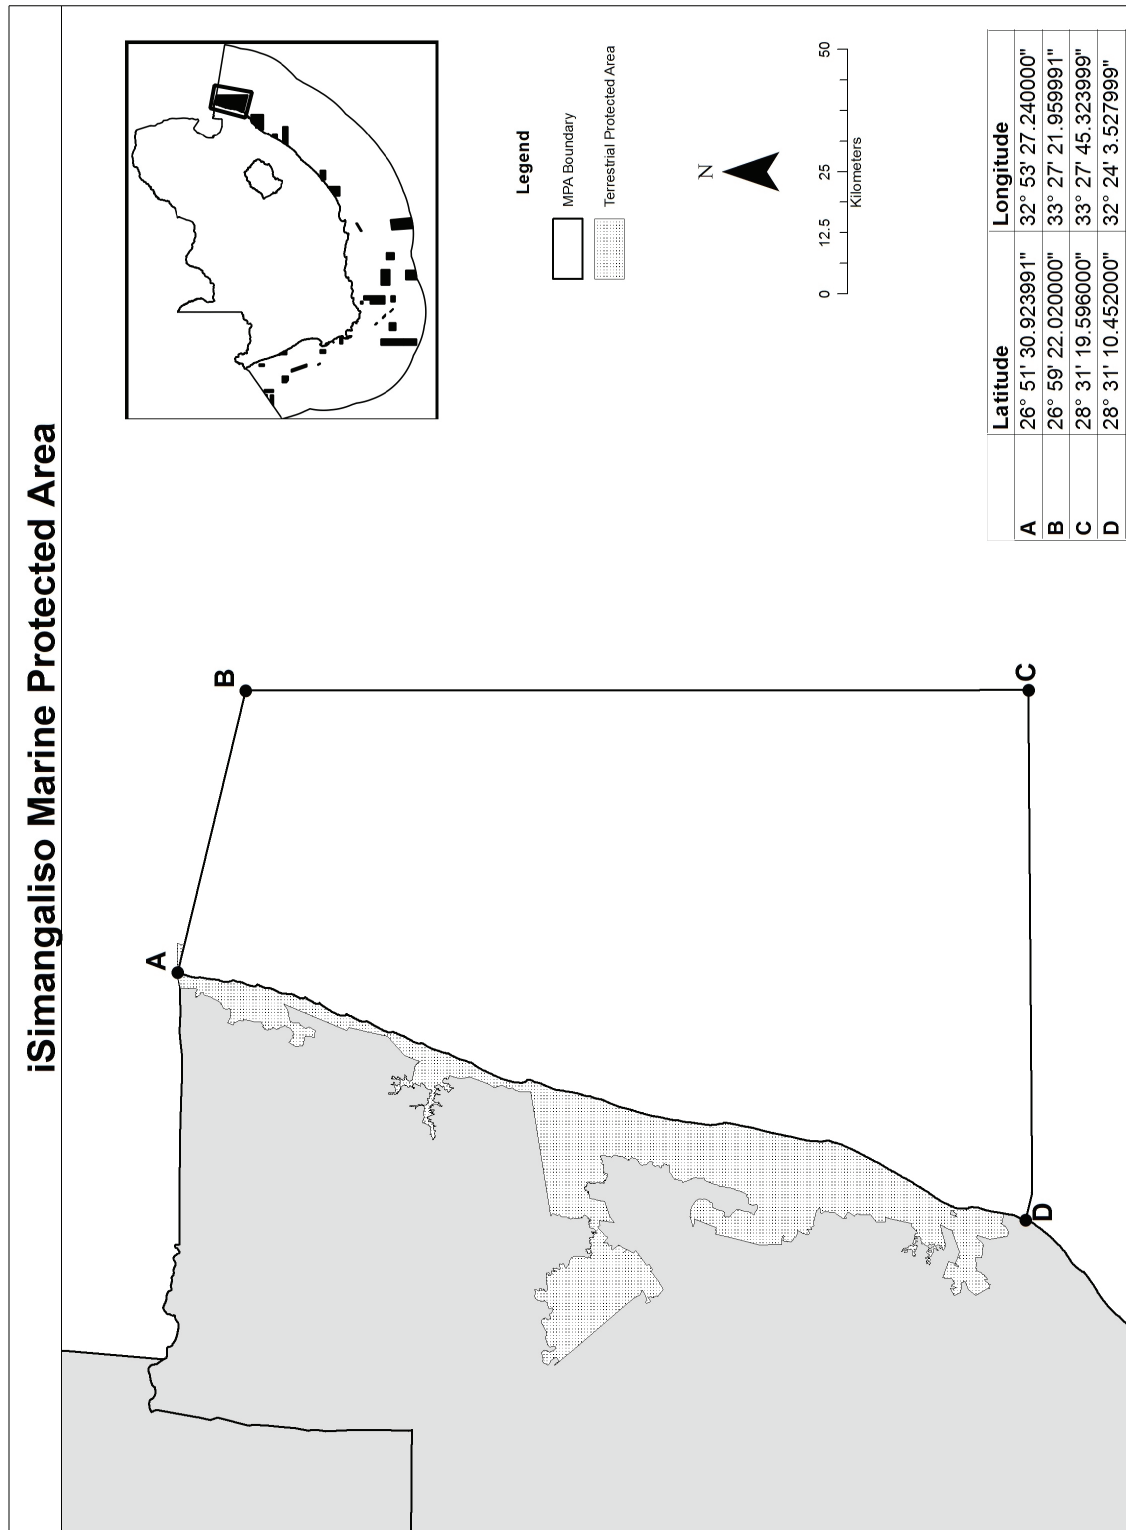 iSimangaliso Marine Protected Area
A
B
C
D
Legend
MPA Boundary
Terrestrial Protected Area
N
0 12.5 25 50
Kilometers
Latitude Longitude
A 26° 51' 30.923991" 32° 53' 27.240000"
B 26° 59' 22.020000" 33° 27' 21.959991"
C 28° 31' 19.596000" 33° 27' 45.323999"
D 28° 31' 10.452000" 32° 24' 3.527999"